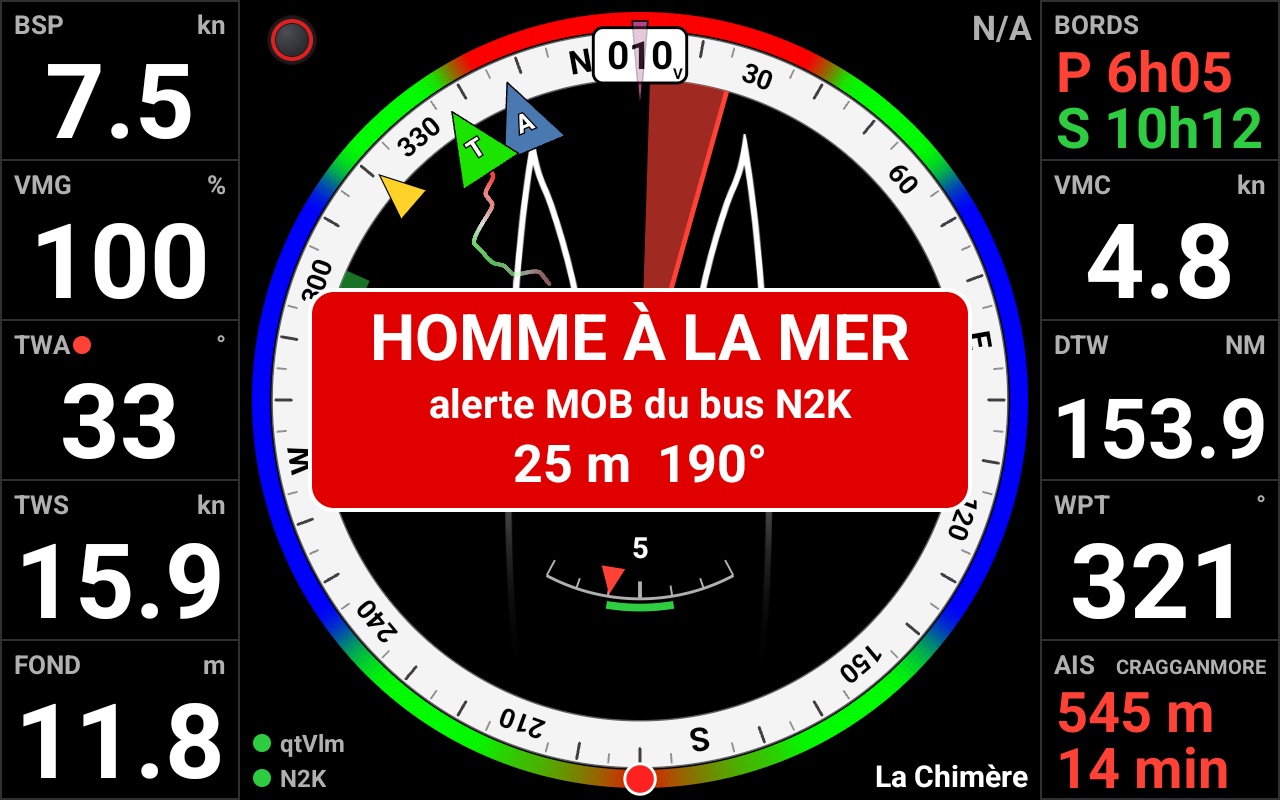 BSP kn
7.5
VMG %
100
TWA °
33
TWS kn
15.9
FOND m
11.8
N/A
N 010 V 30
60
E
120
150
S
210
240
M
300
330
T
A
HOMME À LA MER
alerte MOB du bus N2K
25 m 190°
5
qtVlm
N2K
La Chimère
BORDS
P 6h05
S 10h12
VMC kn
4.8
DTW NM
153.9
WPT °
321
AIS CRAGGANMORE
545 m
14 min